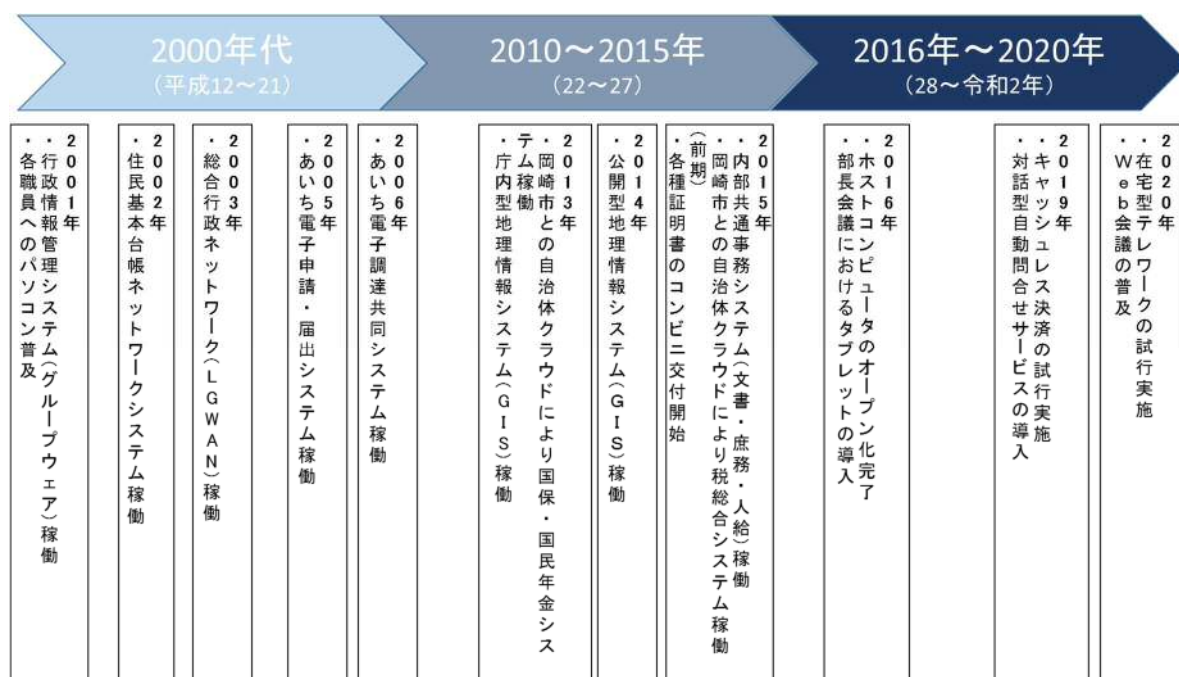 2000年代
(平成12～21)
2010～2015年
(22～27)
2016年～2020年
(28～令和2年)
2001年
・行政情報管理システム(グループウェア)稼働
・各職員へのパソコン普及
2002年
・住民基本台帳ネットワークシステム稼働
2003年
・総合行政ネットワーク(LGWAN)稼働
2005年
・あいち電子申請・届出システム稼働
2006年
・あいち電子調達共同システム稼働
2013年
・岡崎市との自治体クラウドにより国保・国民年金シス
テム稼働
・庁内型地理情報システム(GIS)稼働
2014年
・公開型地理情報システム(GIS)稼働
2015年
・内部共通事務システム(文書・庶務・人給)稼働
・岡崎市との自治体クラウドにより税総合システム稼働
(前期)
・各種証明書のコンビニ交付開始
2016年
・ホストコンピュータのオープン化完了
・部長会議におけるタブレットの導入
2019年
・キャッシュレス決済の試行実施
・対話型自動問合せサービスの導入
2020年
・在宅型テレワークの試行実施
・Web会議の普及